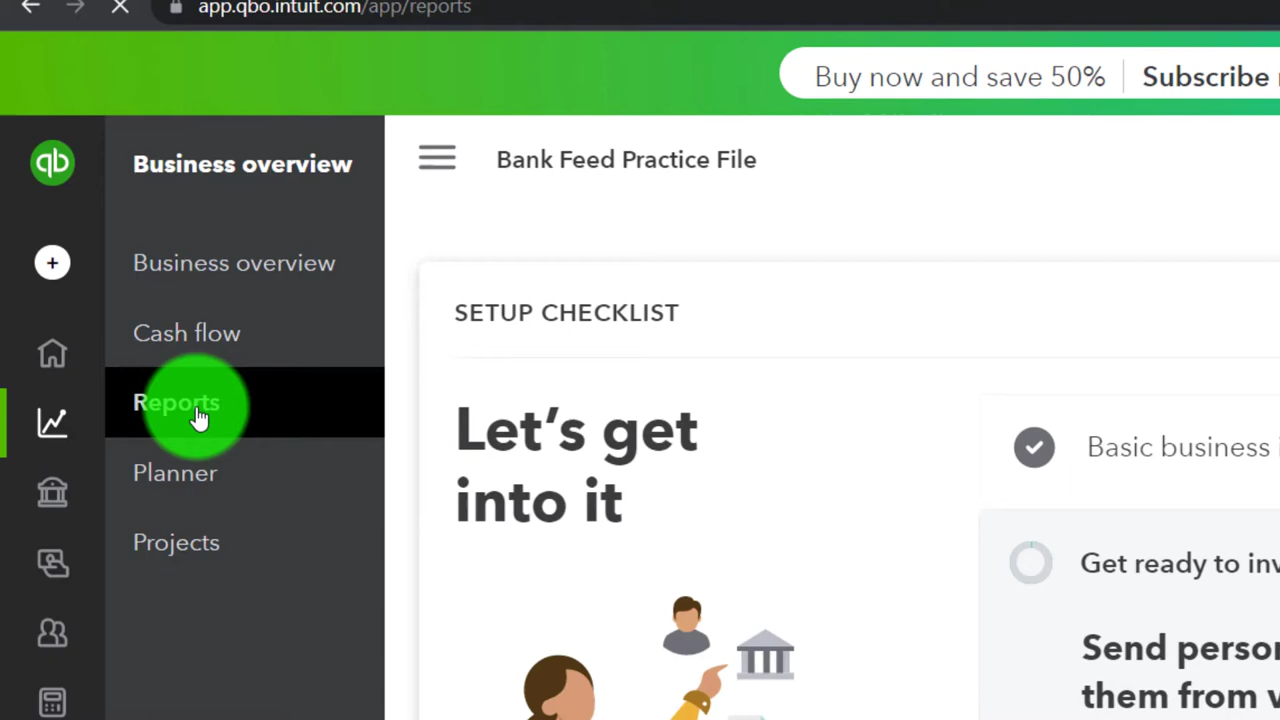 app.qbo.intuit.com/app/reports
Buy now and save 50%
Subscribe
qb
Business overview
Bank Feed Practice File
Business overview
SETUP CHECKLIST
Cash flow
Reports
Let's get
into it
Basic business
Planner
Projects
Get ready to
Send
them from